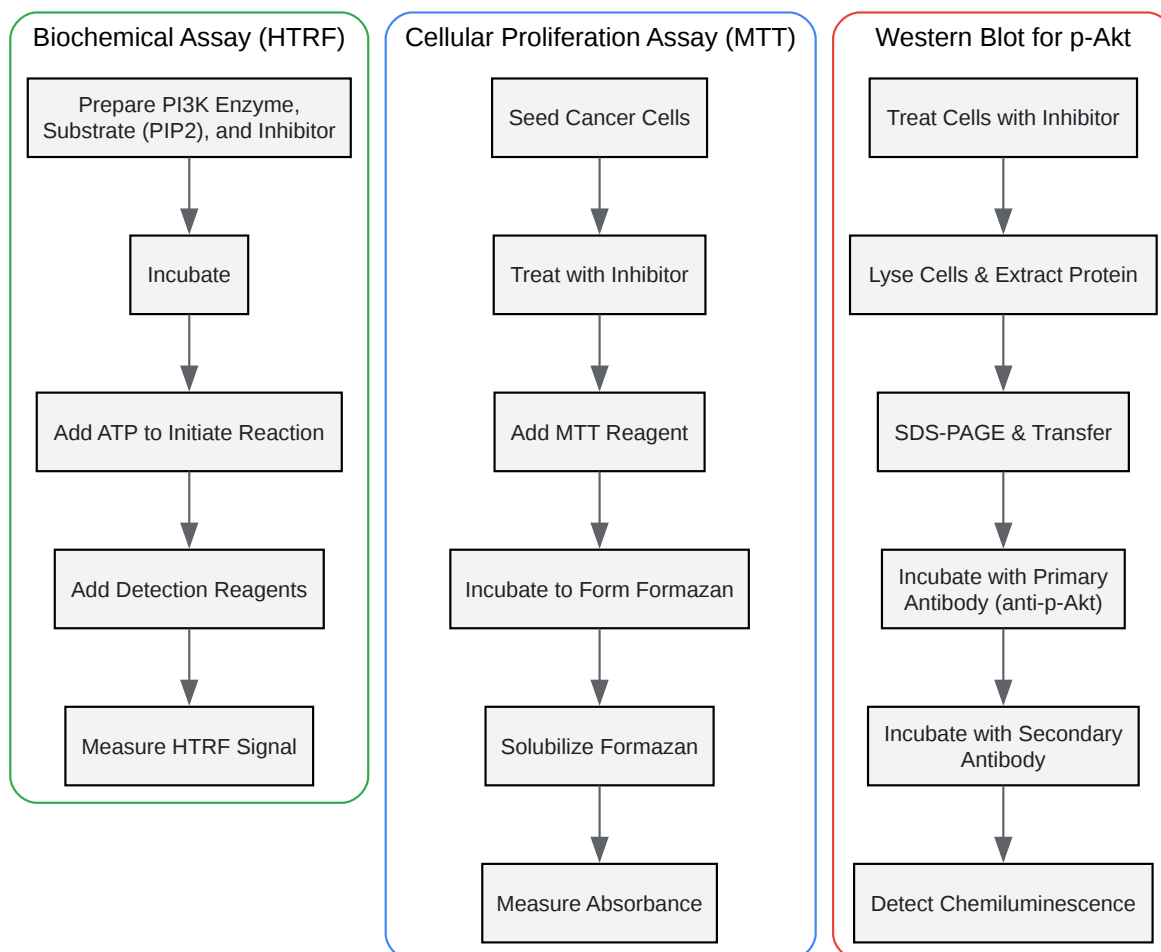 Biochemical Assay (HTRF)
Prepare PI3K Enzyme,
Substrate (PIP2), and Inhibitor
Incubate
Add ATP to Initiate Reaction
Add Detection Reagents
Measure HTRF Signal
Cellular Proliferation Assay (MTT)
Seed Cancer Cells
Treat with Inhibitor
Add MTT Reagent
Incubate to Form Formazan
Solubilize Formazan
Measure Absorbance
Western Blot for p-Akt
Treat Cells with Inhibitor
Lyse Cells & Extract Protein
SDS-PAGE & Transfer
Incubate with Primary
Antibody (anti-p-Akt)
Incubate with Secondary
Antibody
Detect Chemiluminescence